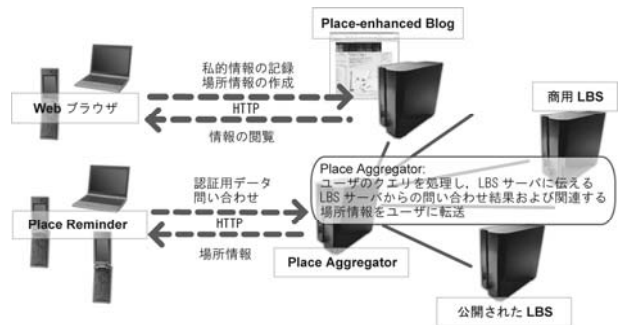 Place-enhanced Blog
私的情報の記録
場所情報の作成
HTTP
情報の閲覧
Web ブラウザ
商用 LBS
Place Aggregator:
ユーザのクエリを処理し,LBS サーバに伝える
LBS サーバからの問い合わせ結果および関連する
場所情報をユーザに転送
認証用データ
問い合わせ
HTTP
場所情報
Place Reminder
Place Aggregator
公開された LBS